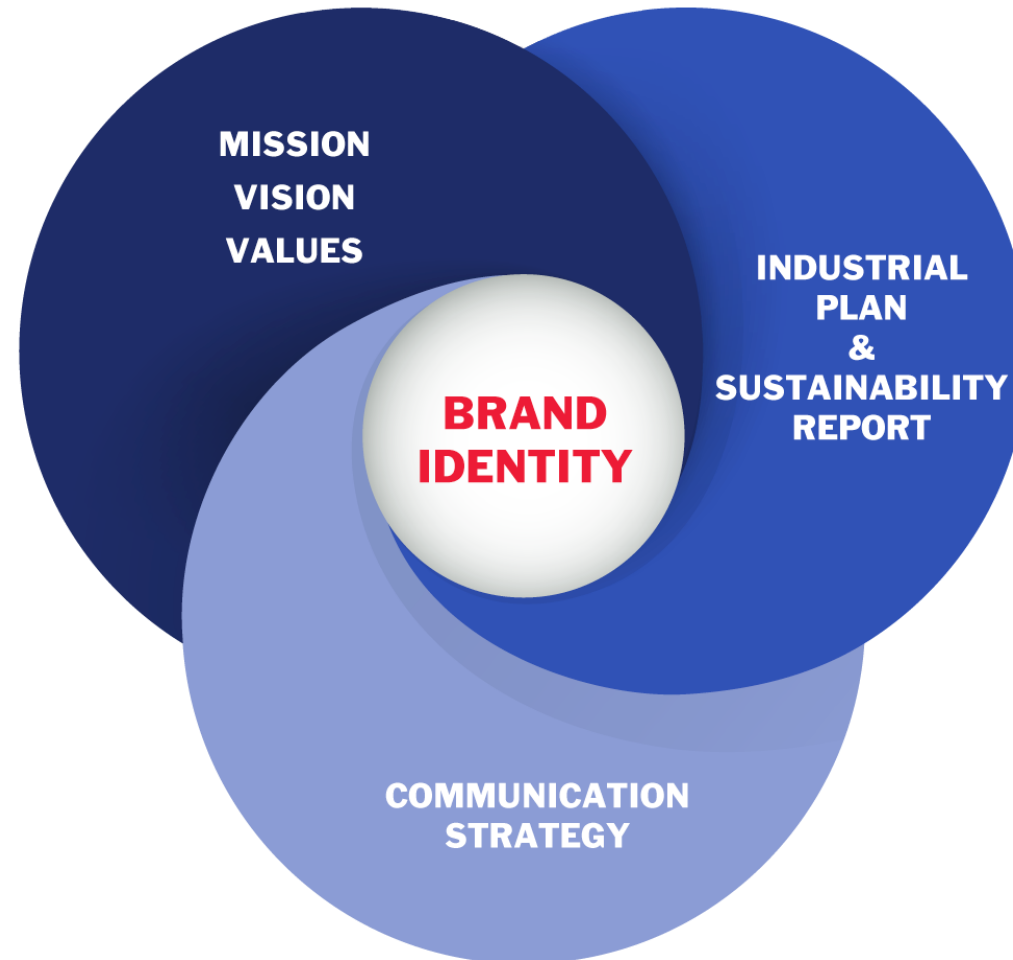 MISSION
VISION
VALUES
INDUSTRIAL
PLAN
&
SUSTAINABILITY
REPORT
BRAND
IDENTITY
COMMUNICATION
STRATEGY